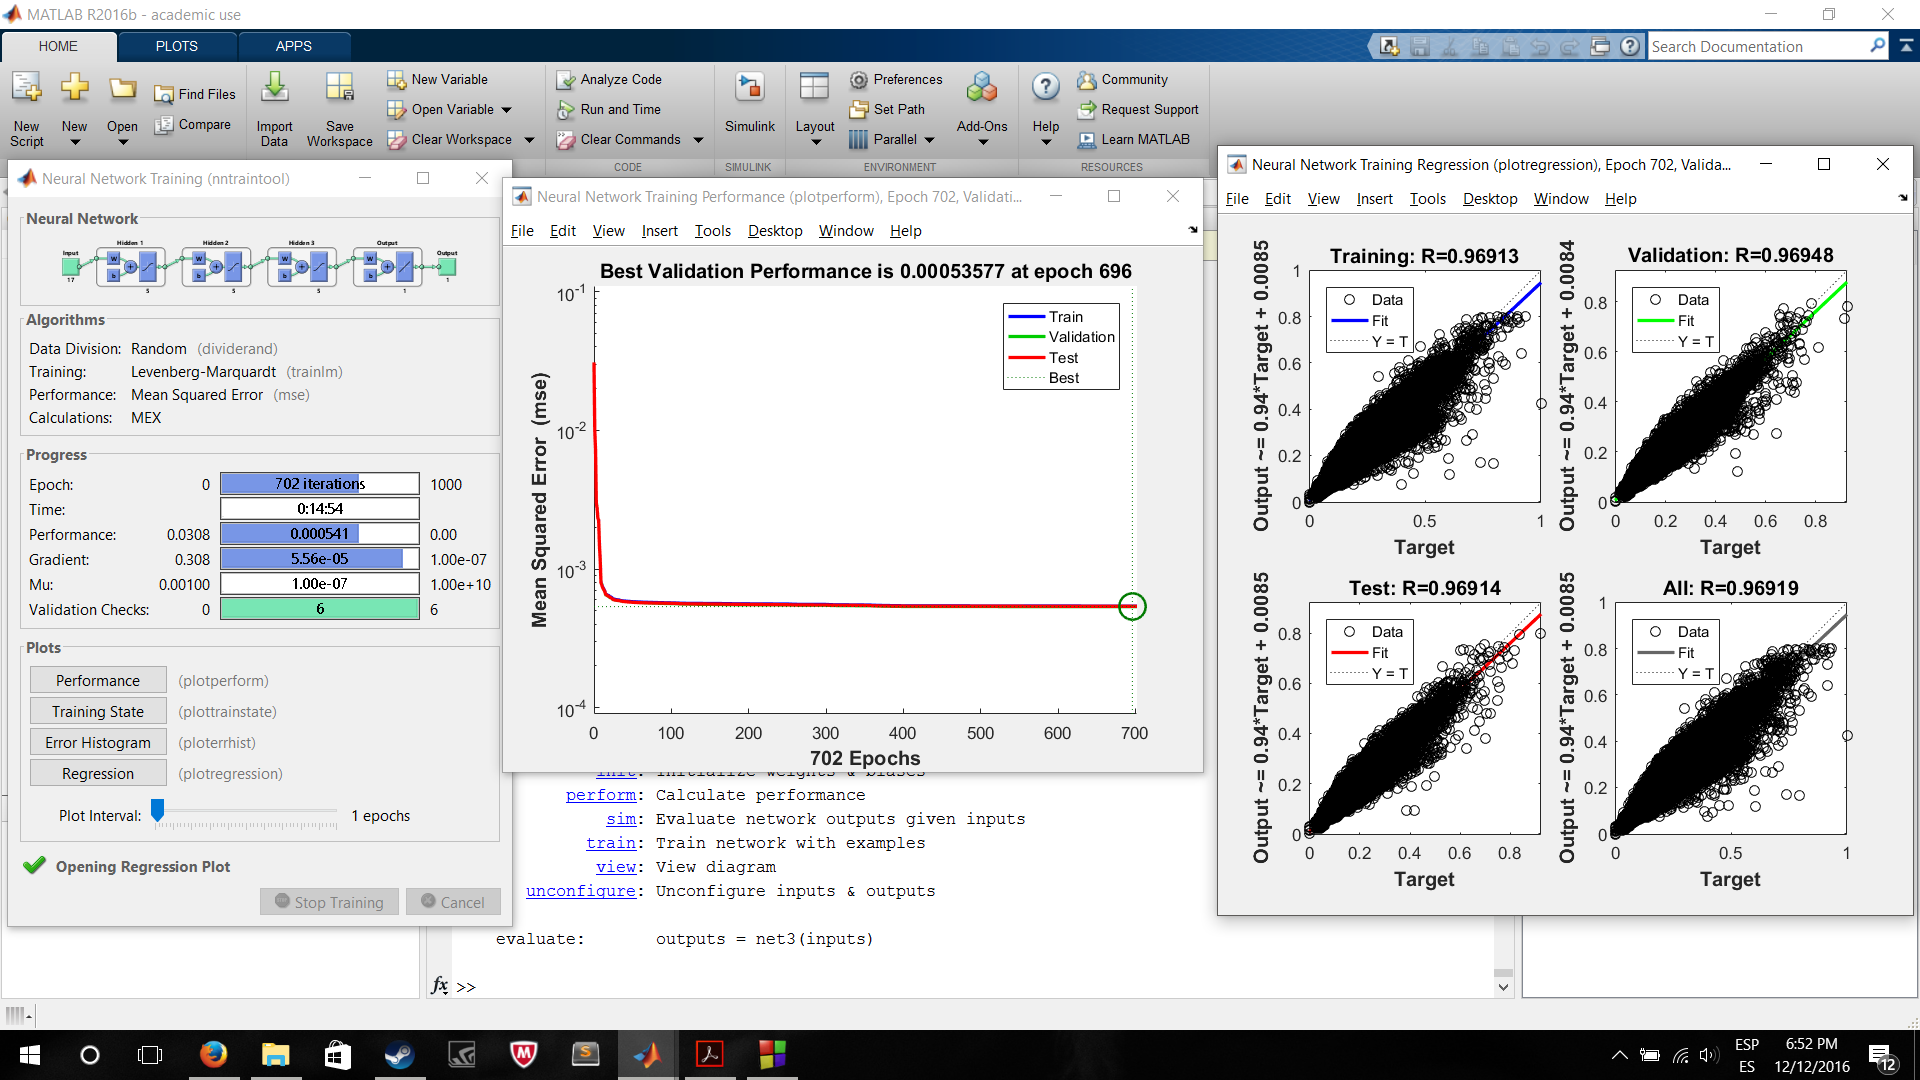 MATLAB R2016b - academic use
HOME
PLOTS
APPS
Search Documentation
New Script
New
Open
Find Files
Compare
Import Data
Save Workspace
New Variable
Open Variable
Clear Workspace
Analyze Code
Run and Time
Clear Commands
Simulink
Layout
Preferences
Set Path
Parallel
Add-Ons
Help
Community
Request Support
Learn MATLAB
CODE
SIMULINK
ENVIRONMENT
RESOURCES
Neural Network Training (nntraintool)
Neural Network
Hidden 1
Hidden 2
Hidden 3
Output
Input
Output
W
b
W
b
W
b
W
b
17
5
5
5
1
1
Algorithms
Data Division: Random (dividerand)
Training: Levenberg-Marquardt (trainlm)
Performance: Mean Squared Error (mse)
Calculations: MEX
Progress
Epoch: 0 702 iterations 1000
Time: 0:14:54
Performance: 0.0308 0.000541 0.00
Gradient: 0.308 5.56e-05 1.00e-07
Mu: 0.00100 1.00e-07 1.00e+10
Validation Checks: 0 6 6
Plots
Performance (plotperform)
Training State (plottrainstate)
Error Histogram (ploterrhist)
Regression (plotregression)
Plot Interval: 1 epochs
Opening Regression Plot
Stop Training
Cancel
Neural Network Training Performance (plotperform), Epoch 702, Validati...
File Edit View Insert Tools Desktop Window Help
Best Validation Performance is 0.00053577 at epoch 696
Mean Squared Error (mse)
10-1
10-2
10-3
10-4
Train
Validation
Test
Best
0 100 200 300 400 500 600 700
702 Epochs
init: Initialize weights & biases
perform: Calculate performance
sim: Evaluate network outputs given inputs
train: Train network with examples
view: View diagram
unconfigure: Unconfigure inputs & outputs
evaluate: outputs = net3(inputs)
fx >>
Neural Network Training Regression (plotregression), Epoch 702, Valida...
File Edit View Insert Tools Desktop Window Help
Training: R=0.96913
Output ~= 0.94*Target + 0.0085
1
0.8
0.6
0.4
0.2
0
Data
Fit
Y = T
0 0.5 1
Target
Validation: R=0.96948
Output ~= 0.94*Target + 0.0084
0.8
0.6
0.4
0.2
0
Data
Fit
Y = T
0 0.2 0.4 0.6 0.8
Target
Test: R=0.96914
Output ~= 0.94*Target + 0.0085
0.8
0.6
0.4
0.2
0
Data
Fit
Y = T
0 0.2 0.4 0.6 0.8
Target
All: R=0.96919
Output ~= 0.94*Target + 0.0085
1
0.8
0.6
0.4
0.2
0
Data
Fit
Y = T
0 0.5 1
Target
ESP
ES
6:52 PM
12/12/2016
12